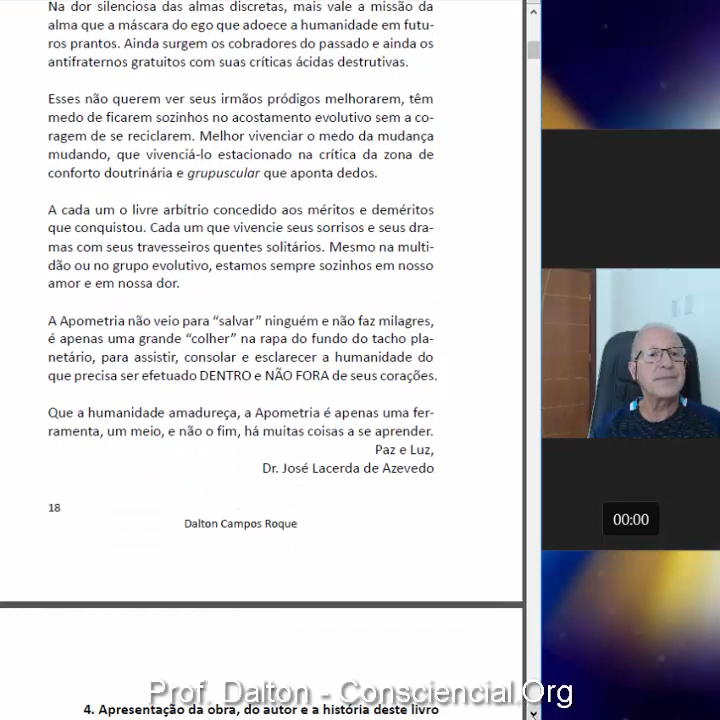 Na dor silenciosa das almas discretas, mais vale a missão da
alma que a máscara do ego que adoece a humanidade em futu-
ros prantos. Ainda surgem os cobradores do passado e ainda os
antifraternos gratuitos com suas críticas ácidas destrutivas.
Esses não querem ver seus irmãos pródigos melhorarem, têm
medo de ficarem sozinhos no acostamento evolutivo sem a co-
ragem de se reciclarem. Melhor vivenciar o medo da mudança
mudando, que vivenciá-lo estacionado na crítica da zona de
conforto doutrinária e grupuscular que aponta dedos.
A cada um o livre arbítrio concedido aos méritos e deméritos
que conquistou. Cada um que vivencie seus sorrisos e seus dra-
mas com seus travesseiros quentes solitários. Mesmo na multi-
dão ou no grupo evolutivo, estamos sempre sozinhos em nosso
amor e em nossa dor.
A Apometria não veio para “salvar” ninguém e não faz milagres,
é apenas uma grande “colher” na rapa do fundo do tacho pla-
netário, para assistir, consolar e esclarecer a humanidade do
que precisa ser efetuado DENTRO e NÃO FORA de seus corações.
Que a humanidade amadureça, a Apometria é apenas uma fer-
ramenta, um meio, e não o fim, há muitas coisas a se aprender.
Paz e Luz,
Dr. José Lacerda de Azevedo
18
Dalton Campos Roque
00:00
Prof. Dalton - Consciencial.Org
4. Apresentação da obra, do autor e a história deste livro